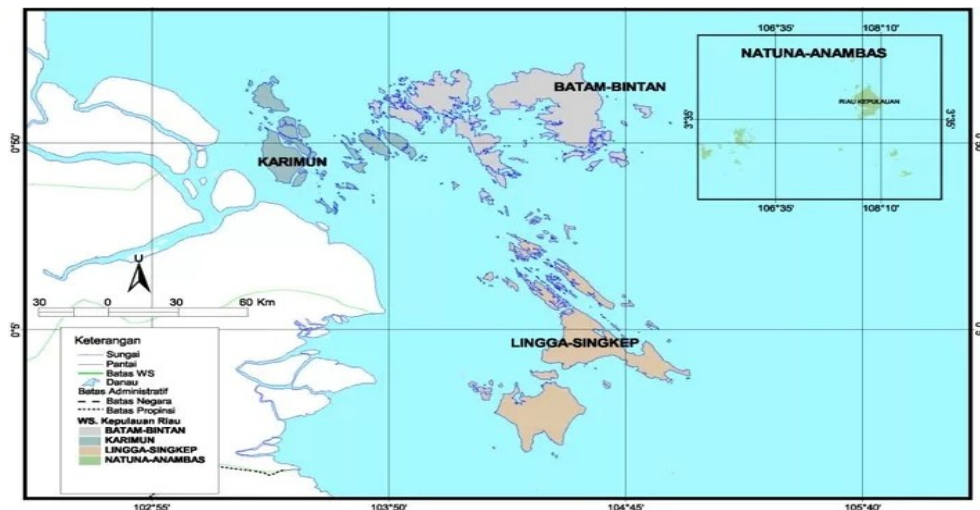 106°35'
108°10'
NATUNA-ANAMBAS
RIAU KEPULAUAN
3°35'
3°35'
106°35'
108°10'
BATAM-BINTAN
0°50'
KARIMUN
U
30 0 30 60 Km
0°5'
LINGGA-SINGKEP
Keterangan
Sungai
Pantai
Batas WS
Danau
Batas Administratif
Batas Negara
Batas Propinsi
WS. Kepulauan Riau
BATAM-BINTAN
KARIMUN
LINGGA-SINGKEP
NATUNA-ANAMBAS
102°55'
103°50'
104°45'
105°40'